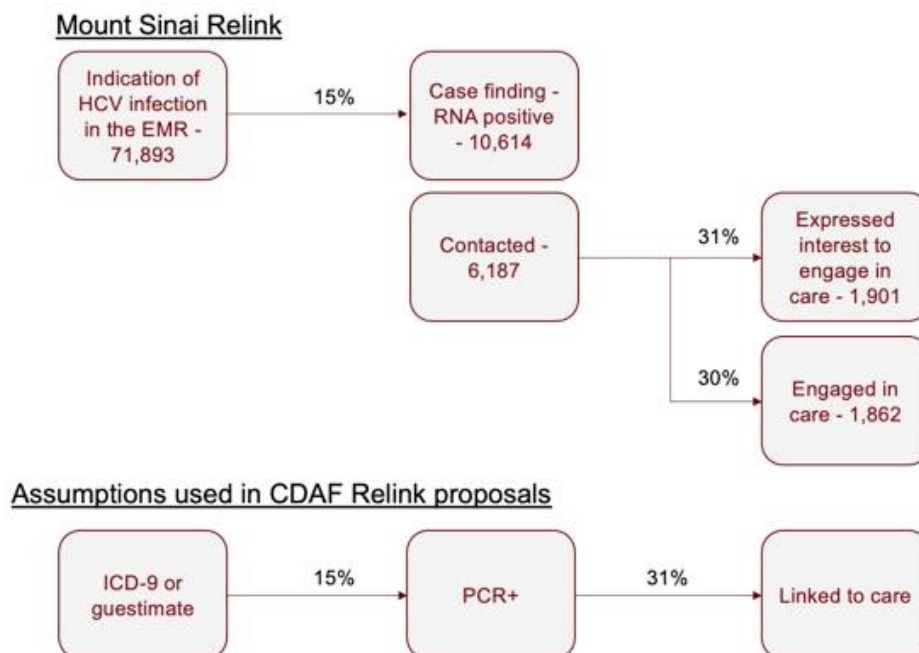 Mount Sinai Relink
Indication of
HCV infection
in the EMR -
71,893
15%
Case finding -
RNA positive
- 10,614
Contacted -
6,187
31%
Expressed
interest to
engage in
care - 1,901
30%
Engaged in
care - 1,862
Assumptions used in CDAF Relink proposals
ICD-9 or
guestimate
15%
PCR+
31%
Linked to care